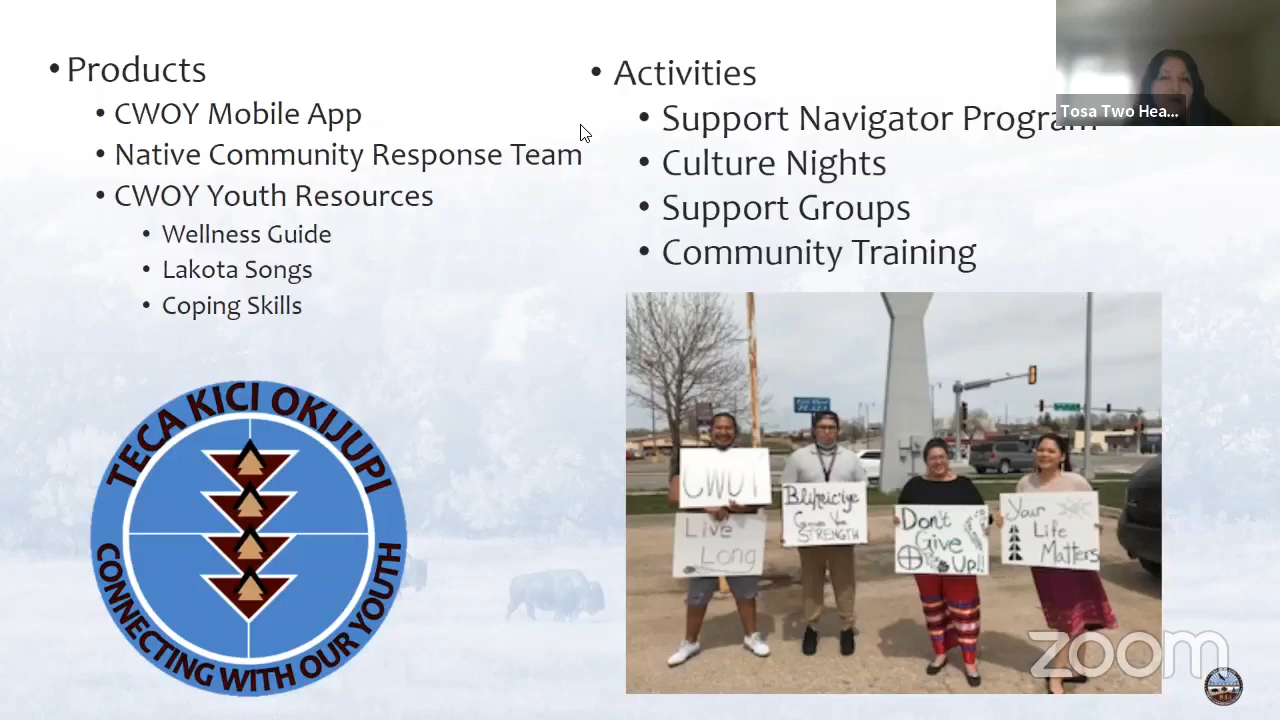 • Products
• CWOY Mobile App
• Native Community Response Team
• CWOY Youth Resources
• Wellness Guide
• Lakota Songs
• Coping Skills
TECA KICI OKIJUPI
CONNECTING WITH OUR YOUTH
• Activities
• Support Navigator Program
• Culture Nights
• Support Groups
• Community Training
Tosa Two Hea...
CWOY
Live
Long
STRENGTH
Don't
Give
Up!!
Your
Life
Matters
zoom